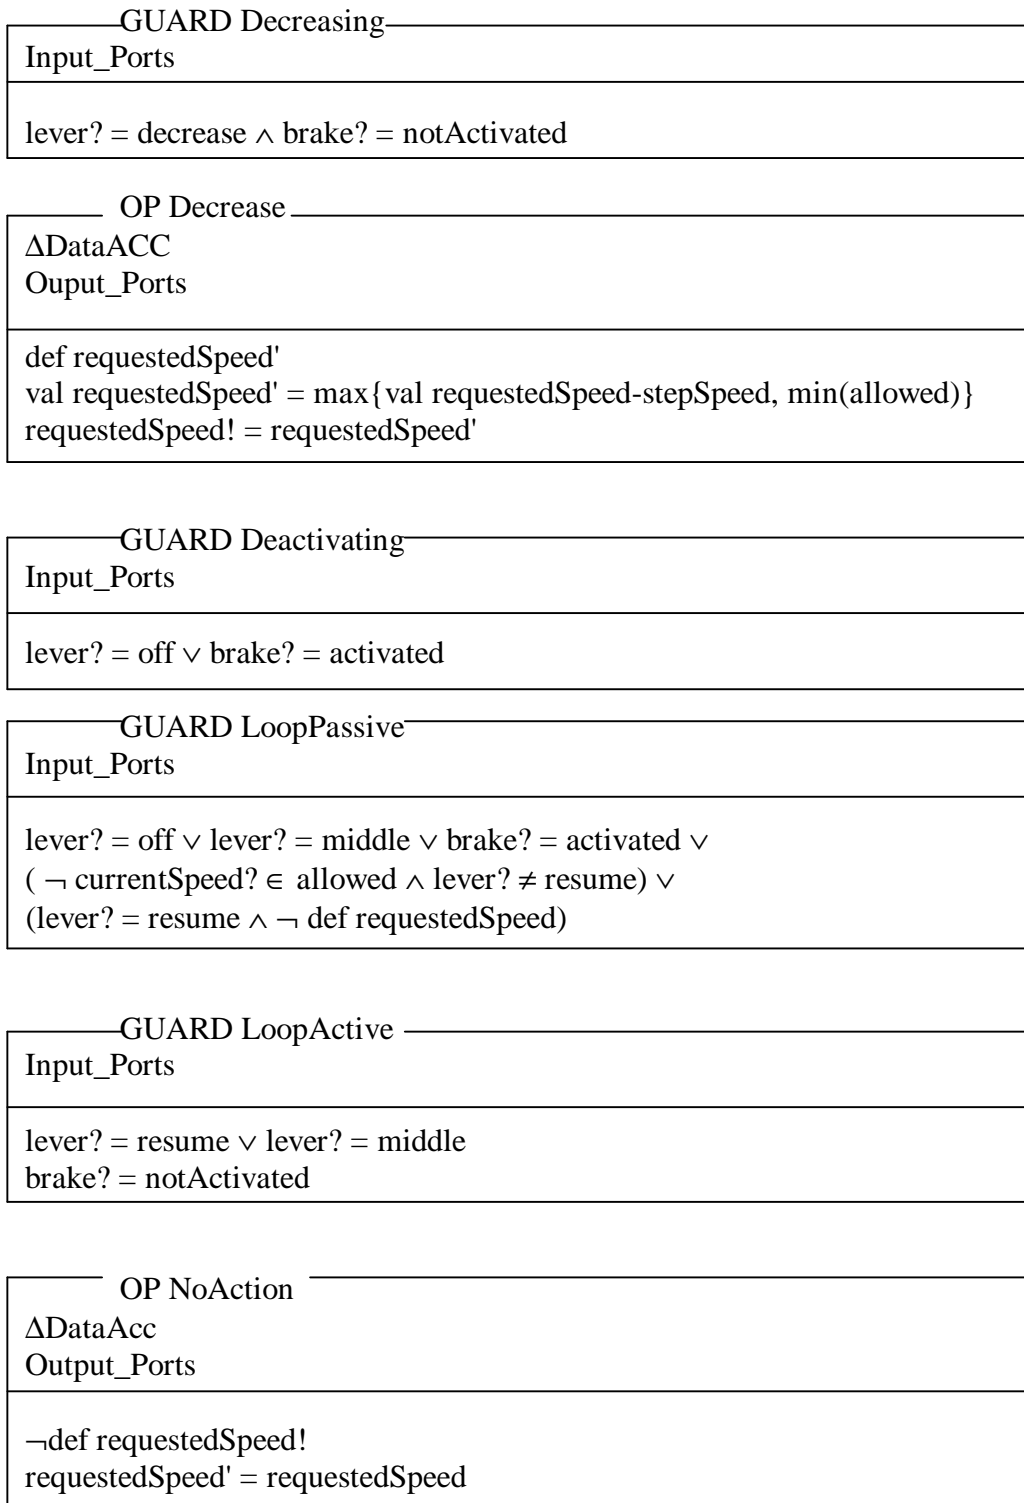 GUARD Decreasing
Input_Ports
lever? = decrease ∧ brake? = notActivated
OP Decrease
ΔDataACC
Ouput_Ports
def requestedSpeed'
val requestedSpeed' = max{val requestedSpeed-stepSpeed, min(allowed)}
requestedSpeed! = requestedSpeed'
GUARD Deactivating
Input_Ports
lever? = off ∨ brake? = activated
GUARD LoopPassive
Input_Ports
lever? = off ∨ lever? = middle ∨ brake? = activated ∨
( ¬ currentSpeed? ∈ allowed ∧ lever? ≠ resume) ∨
(lever? = resume ∧ ¬ def requestedSpeed)
GUARD LoopActive
Input_Ports
lever? = resume ∨ lever? = middle
brake? = notActivated
OP NoAction
ΔDataAcc
Output_Ports
¬def requestedSpeed!
requestedSpeed' = requestedSpeed